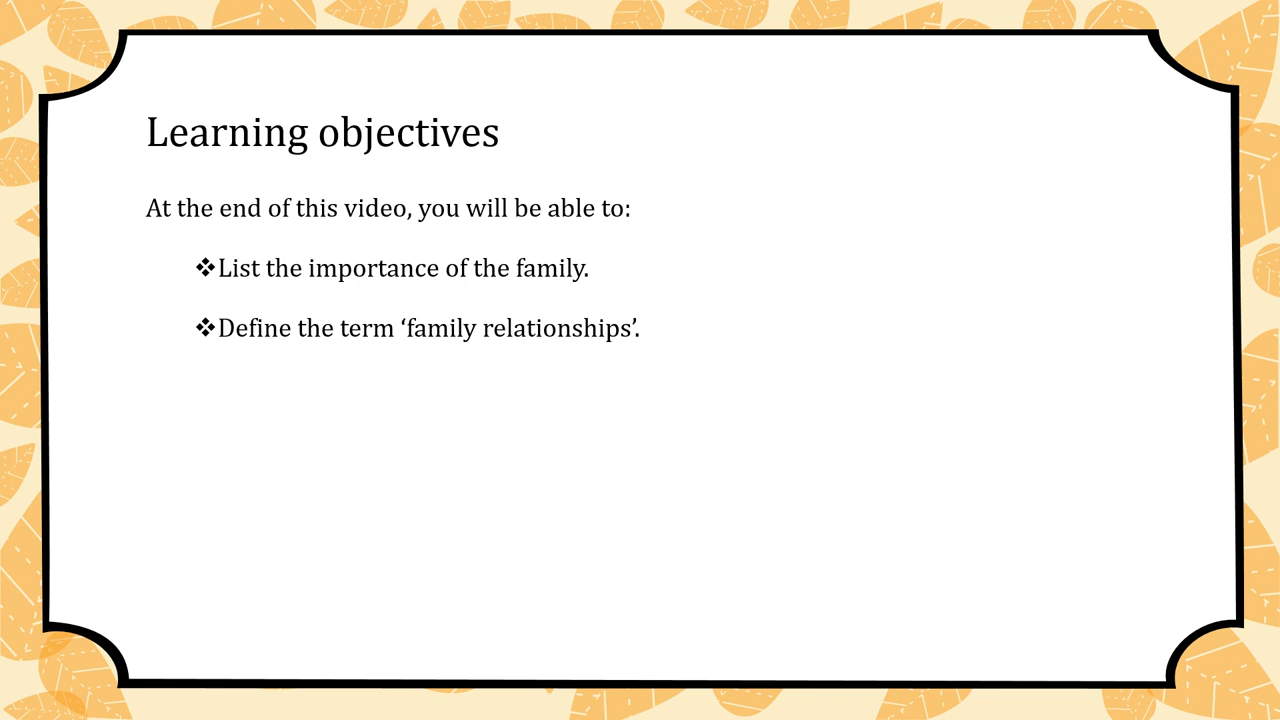 Learning objectives
At the end of this video, you will be able to:
❖List the importance of the family.
❖Define the term ‘family relationships’.